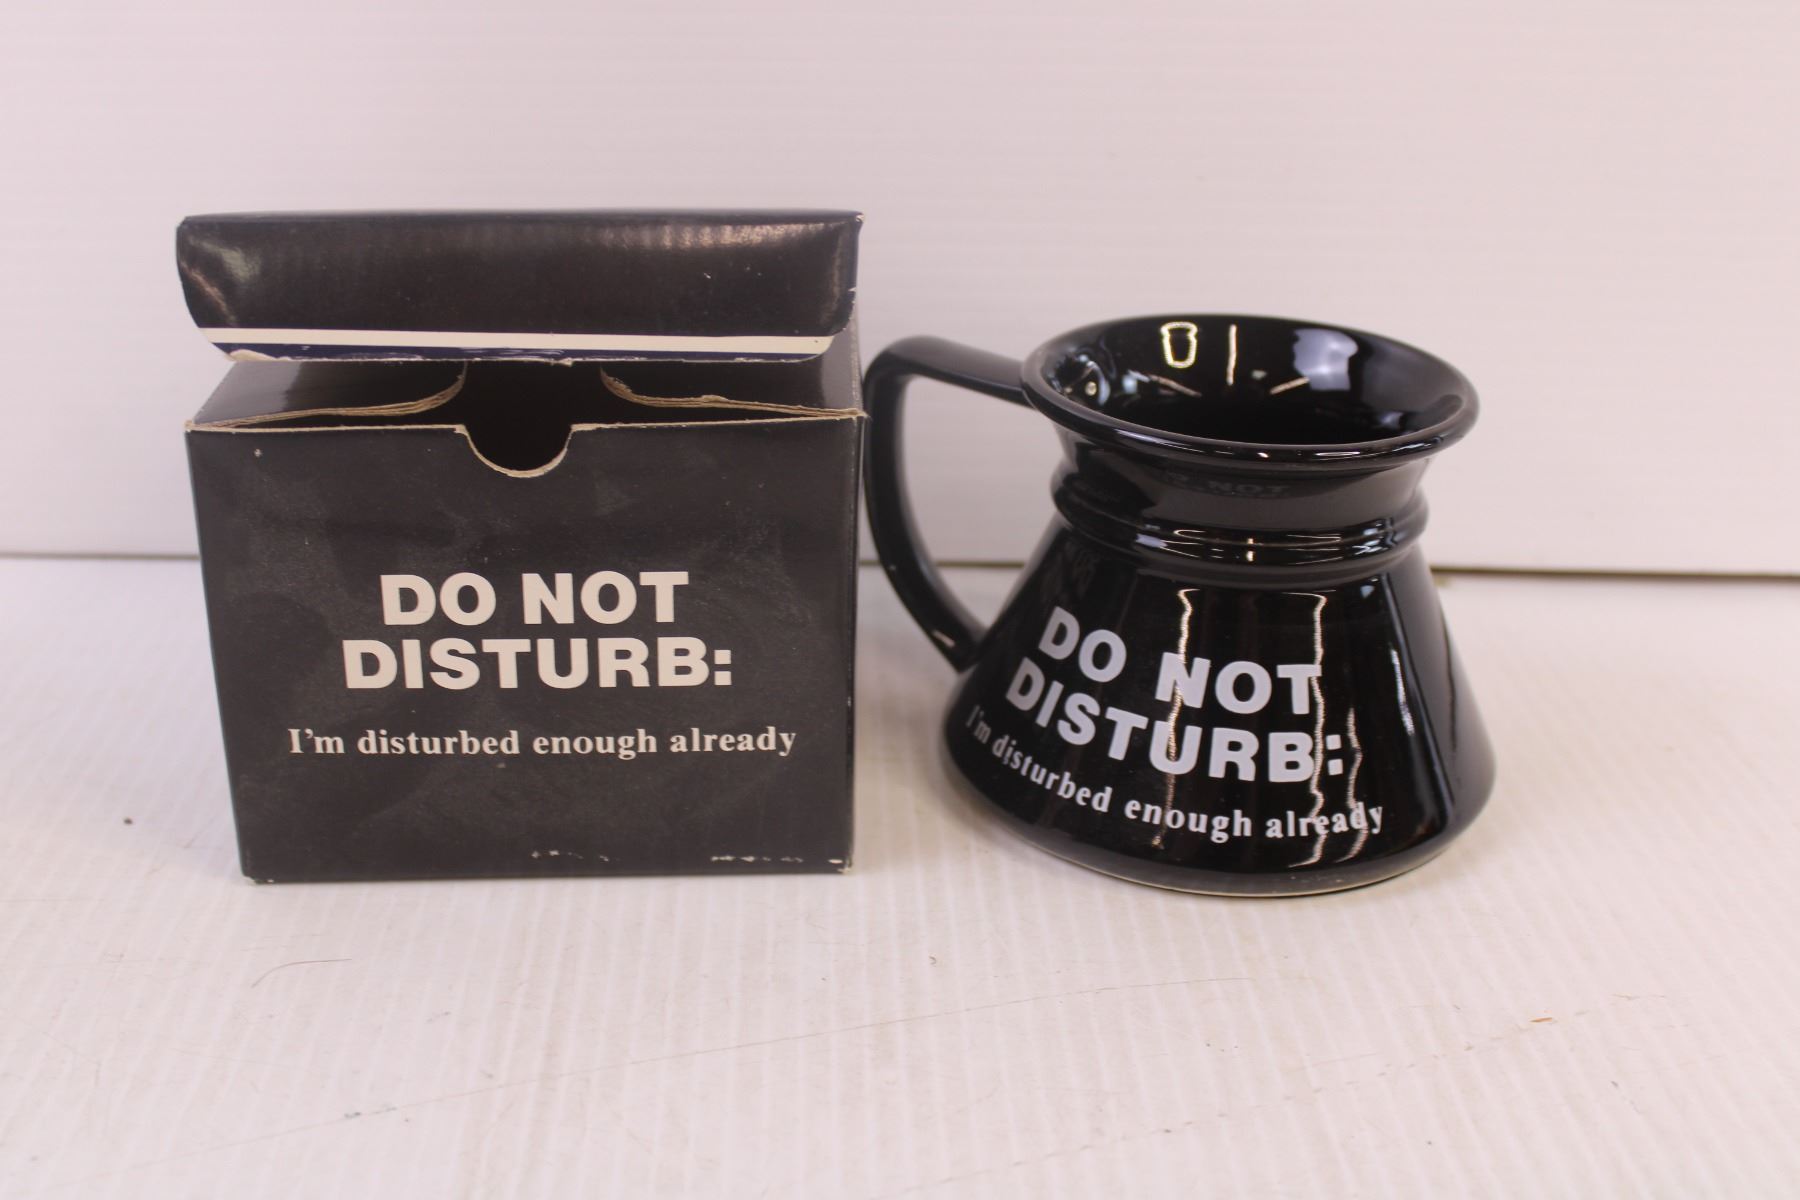 DO NOT
DISTURB:
I'm disturbed enough already
DO NOT
DISTURB:
I'm disturbed enough already